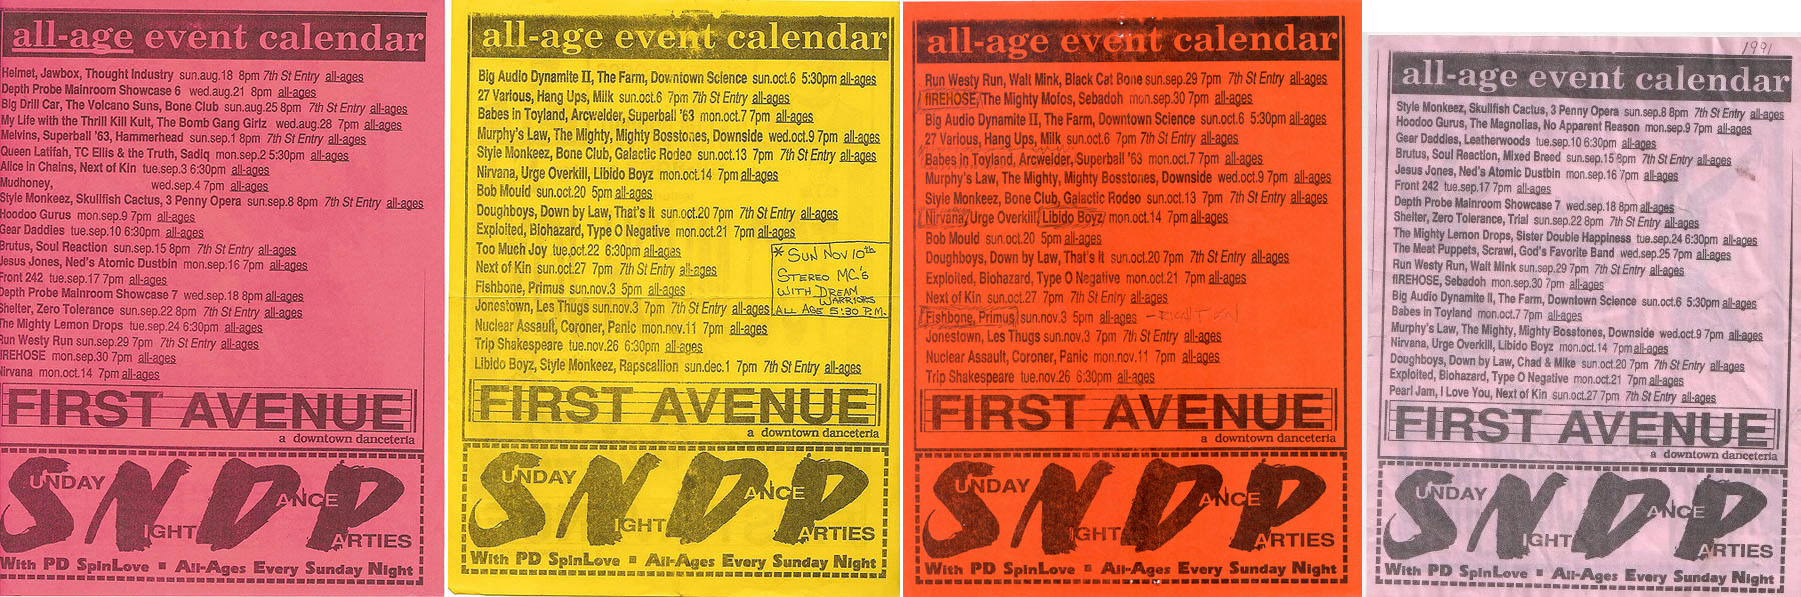 all-age event calendar
Helmet, Jawbox, Thought Industry sun.aug.18 8pm 7th St Entry all-ages
Depth Probe Mainroom Showcase 6 wed.aug.21 8pm all-ages
Big Drill Car, The Volcano Suns, Bone Club sun.aug.25 8pm 7th St Entry all-ages
My Life with the Thrill Kill Kult, The Bomb Gang Girlz wed.aug.28 7pm all-ages
Melvins, Superball '63, Hammerhead sun.sep.1 8pm 7th St Entry all-ages
Queen Latifah, TC Ellis & the Truth, Sadiq mon.sep.2 5:30pm all-ages
Alice in Chains, Next of Kin tue.sep.3 6:30pm all-ages
Mudhoney, wed.sep.4 7pm all-ages
Style Monkeez, Skullfish Cactus, 3 Penny Opera sun.sep.8 8pm 7th St Entry all-ages
Hoodoo Gurus mon.sep.9 7pm all-ages
Gear Daddies tue.sep.10 6:30pm all-ages
Brutus, Soul Reaction sun.sep.15 8pm 7th St Entry all-ages
Jesus Jones, Ned's Atomic Dustbin mon.sep.16 7pm all-ages
Front 242 tue.sep.17 7pm all-ages
Depth Probe Mainroom Showcase 7 wed.sep.18 8pm all-ages
Shelter, Zero Tolerance sun.sep.22 8pm 7th St Entry all-ages
The Mighty Lemon Drops tue.sep.24 6:30pm all-ages
Run Westy Run sun.sep.29 7pm 7th St Entry all-ages
fIREHOSE mon.sep.30 7pm all-ages
Nirvana mon.oct.14 7pm all-ages
FIRST AVENUE
a downtown danceteria
SUNDAY NIGHT DANCE PARTIES
With PD SpinLove ▪ All-Ages Every Sunday Night
all-age event calendar
Big Audio Dynamite II, The Farm, Downtown Science sun.oct.6 5:30pm all-ages
27 Various, Hang Ups, Milk sun.oct.6 7pm 7th St Entry all-ages
Babes in Toyland, Arcwelder, Superball '63 mon.oct.7 7pm all-ages
Murphy's Law, The Mighty, Mighty Bosstones, Downside wed.oct.9 7pm all-ages
Style Monkeez, Bone Club, Galactic Rodeo sun.oct.13 7pm 7th St Entry all-ages
Nirvana, Urge Overkill, Libido Boyz mon.oct.14 7pm all-ages
Bob Mould sun.oct.20 5pm all-ages
Doughboys, Down by Law, That's It sun.oct.20 7pm 7th St Entry all-ages
Exploited, Biohazard, Type O Negative mon.oct.21 7pm all-ages
Too Much Joy tue.oct.22 6:30pm all-ages
Next of Kin sun.oct.27 7pm 7th St Entry all-ages
Fishbone, Primus sun.nov.3 5pm all-ages
Jonestown, Les Thugs sun.nov.3 7pm 7th St Entry all-ages
Nuclear Assault, Coroner, Panic mon.nov.11 7pm all-ages
Trip Shakespeare tue.nov.26 6:30pm all-ages
Libido Boyz, Style Monkeez, Rapscallion sun.dec.1 7pm 7th St Entry all-ages
* SUN NOV 10th
STEREO MC'S
WITH DREAM
WARRIORS
ALL AGE 5:30 P.M.
FIRST AVENUE
a downtown danceteria
SUNDAY NIGHT DANCE PARTIES
With PD SpinLove ▪ All-Ages Every Sunday Night
all-age event calendar
Run Westy Run, Walt Mink, Black Cat Bone sun.sep.29 7pm 7th St Entry all-ages
fIREHOSE, The Mighty Mofos, Sebadoh mon.sep.30 7pm all-ages
Big Audio Dynamite II, The Farm, Downtown Science sun.oct.6 5:30pm all-ages
27 Various, Hang Ups, Milk sun.oct.6 7pm 7th St Entry all-ages
Babes in Toyland, Arcwelder, Superball '63 mon.oct.7 7pm all-ages
Murphy's Law, The Mighty, Mighty Bosstones, Downside wed.oct.9 7pm all-ages
Style Monkeez, Bone Club, Galactic Rodeo sun.oct.13 7pm 7th St Entry all-ages
Nirvana, Urge Overkill, Libido Boyz mon.oct.14 7pm all-ages
Bob Mould sun.oct.20 5pm all-ages
Doughboys, Down by Law, That's It sun.oct.20 7pm 7th St Entry all-ages
Exploited, Biohazard, Type O Negative mon.oct.21 7pm all-ages
Next of Kin sun.oct.27 7pm 7th St Entry all-ages
Fishbone, Primus sun.nov.3 5pm all-ages
Jonestown, Les Thugs sun.nov.3 7pm 7th St Entry all-ages
Nuclear Assault, Coroner, Panic mon.nov.11 7pm all-ages
Trip Shakespeare tue.nov.26 6:30pm all-ages
FIRST AVENUE
a downtown danceteria
SUNDAY NIGHT DANCE PARTIES
With PD SpinLove ▪ All-Ages Every Sunday Night
1991
all-age event calendar
Style Monkeez, Skullfish Cactus, 3 Penny Opera sun.sep.8 8pm 7th St Entry all-ages
Hoodoo Gurus, The Magnolias, No Apparent Reason mon.sep.9 7pm all-ages
Gear Daddies, Leatherwoods tue.sep.10 6:30pm all-ages
Brutus, Soul Reaction, Mixed Breed sun.sep.15 8pm 7th St Entry all-ages
Jesus Jones, Ned's Atomic Dustbin mon.sep.16 7pm all-ages
Front 242 tue.sep.17 7pm all-ages
Depth Probe Mainroom Showcase 7 wed.sep.18 8pm all-ages
Shelter, Zero Tolerance, Trial sun.sep.22 8pm 7th St Entry all-ages
The Mighty Lemon Drops, Sister Double Happiness tue.sep.24 6:30pm all-ages
The Meat Puppets, Scrawl, God's Favorite Band wed.sep.25 7pm all-ages
Run Westy Run, Walt Mink sun.sep.29 7pm 7th St Entry all-ages
fIREHOSE, Sebadoh mon.sep.30 7pm all-ages
Big Audio Dynamite II, The Farm, Downtown Science sun.oct.6 5:30pm all-ages
Babes in Toyland mon.oct.7 7pm all-ages
Murphy's Law, The Mighty, Mighty Bosstones, Downside wed.oct.9 7pm all-ages
Nirvana, Urge Overkill, Libido Boyz mon.oct.14 7pm all-ages
Doughboys, Down by Law, Chad & Mike sun.oct.20 7pm 7th St Entry all-ages
Exploited, Biohazard, Type O Negative mon.oct.21 7pm all-ages
Pearl Jam, I Love You, Next of Kin sun.oct.27 7pm 7th St Entry all-ages
FIRST AVENUE
a downtown danceteria
SUNDAY NIGHT DANCE PARTIES
With PD SpinLove ▪ All-Ages Every Sunday Night